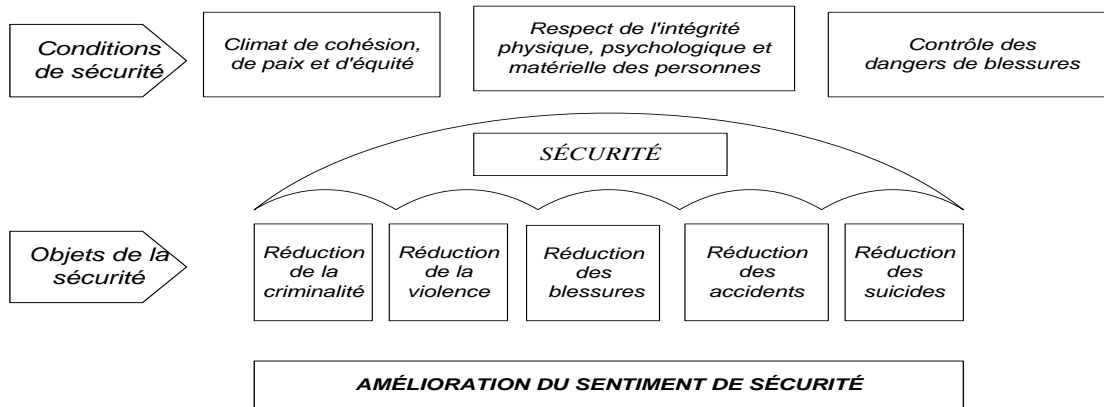 Conditions
de sécurité
Climat de cohésion,
de paix et d'équité
Respect de l'intégrité
physique, psychologique et
matérielle des personnes
Contrôle des
dangers de blessures
SÉCURITÉ
Objets de la
sécurité
Réduction
de la
criminalité
Réduction
de la
violence
Réduction
des
blessures
Réduction
des
accidents
Réduction
des
suicides
AMÉLIORATION DU SENTIMENT DE SÉCURITÉ